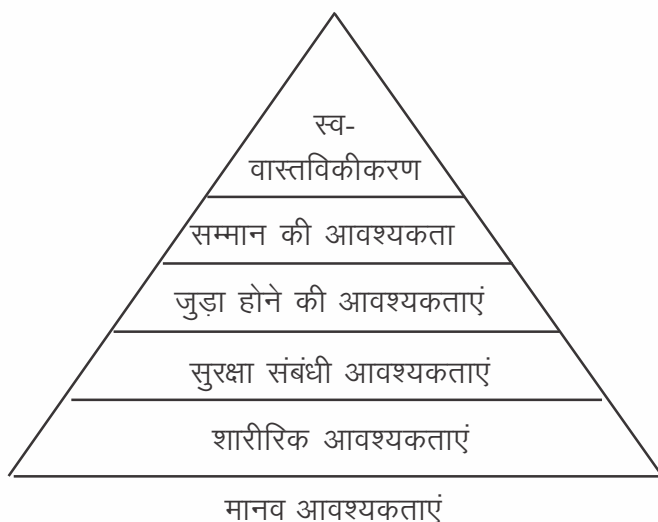 स्व-
वास्तविकीकरण
सम्मान की आवश्यकता
जुड़ा होने की आवश्यकताएं
सुरक्षा संबंधी आवश्यकताएं
शारीरिक आवश्यकताएं
मानव आवश्यकताएं